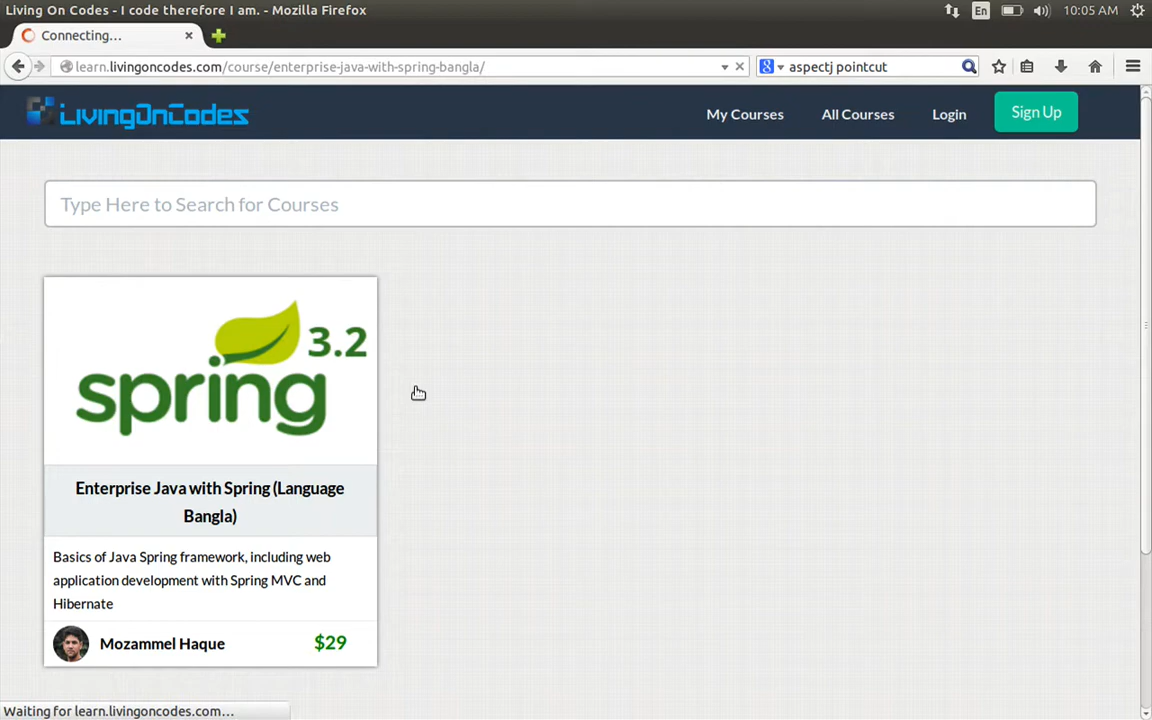 Living On Codes - I code therefore I am. - Mozilla Firefox
En
10:05 AM
Connecting...
learn.livingoncodes.com/course/enterprise-java-with-spring-bangla/
aspectj pointcut
LivingOnCodes
My Courses
All Courses
Login
Sign Up
Type Here to Search for Courses
3.2
spring
Enterprise Java with Spring (Language
Bangla)
Basics of Java Spring framework, including web
application development with Spring MVC and
Hibernate
Mozammel Haque
$29
Waiting for learn.livingoncodes.com...